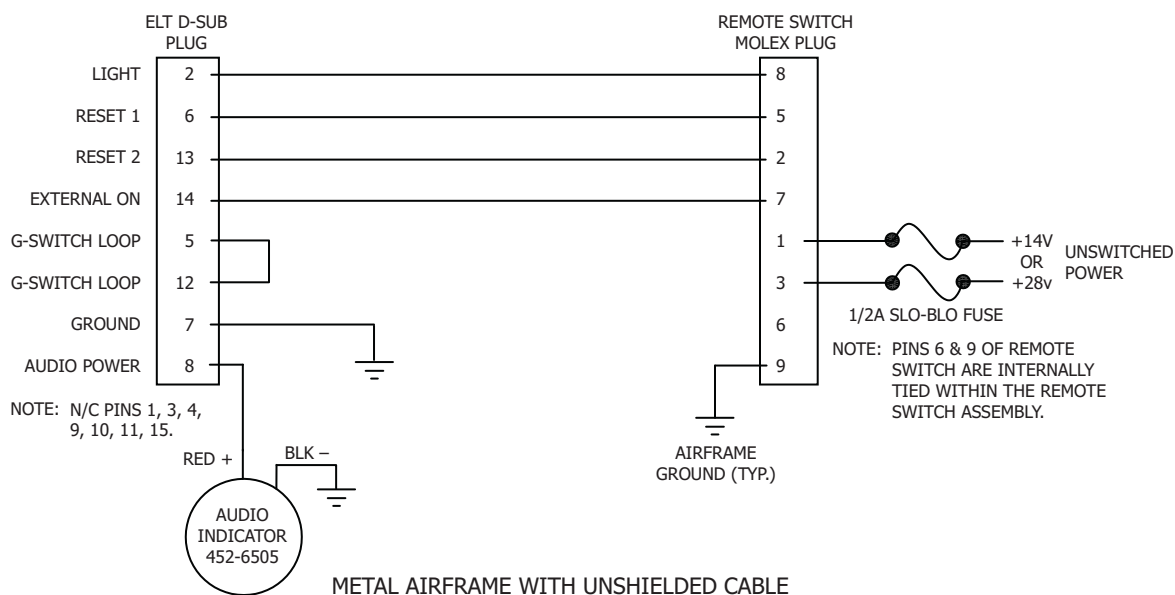 ELT D-SUB
PLUG
REMOTE SWITCH
MOLEX PLUG
LIGHT 2 8
RESET 1 6 5
RESET 2 13 2
EXTERNAL ON 14 7
G-SWITCH LOOP 5 1 +14V
OR
UNSWITCHED
POWER
G-SWITCH LOOP 12 3 +28v
1/2A SLO-BLO FUSE
GROUND 7 6
AUDIO POWER 8 9
NOTE: PINS 6 & 9 OF REMOTE
SWITCH ARE INTERNALLY
TIED WITHIN THE REMOTE
SWITCH ASSEMBLY.
NOTE: N/C PINS 1, 3, 4,
9, 10, 11, 15.
RED +
BLK –
AIRFRAME
GROUND (TYP.)
AUDIO
INDICATOR
452-6505
METAL AIRFRAME WITH UNSHIELDED CABLE